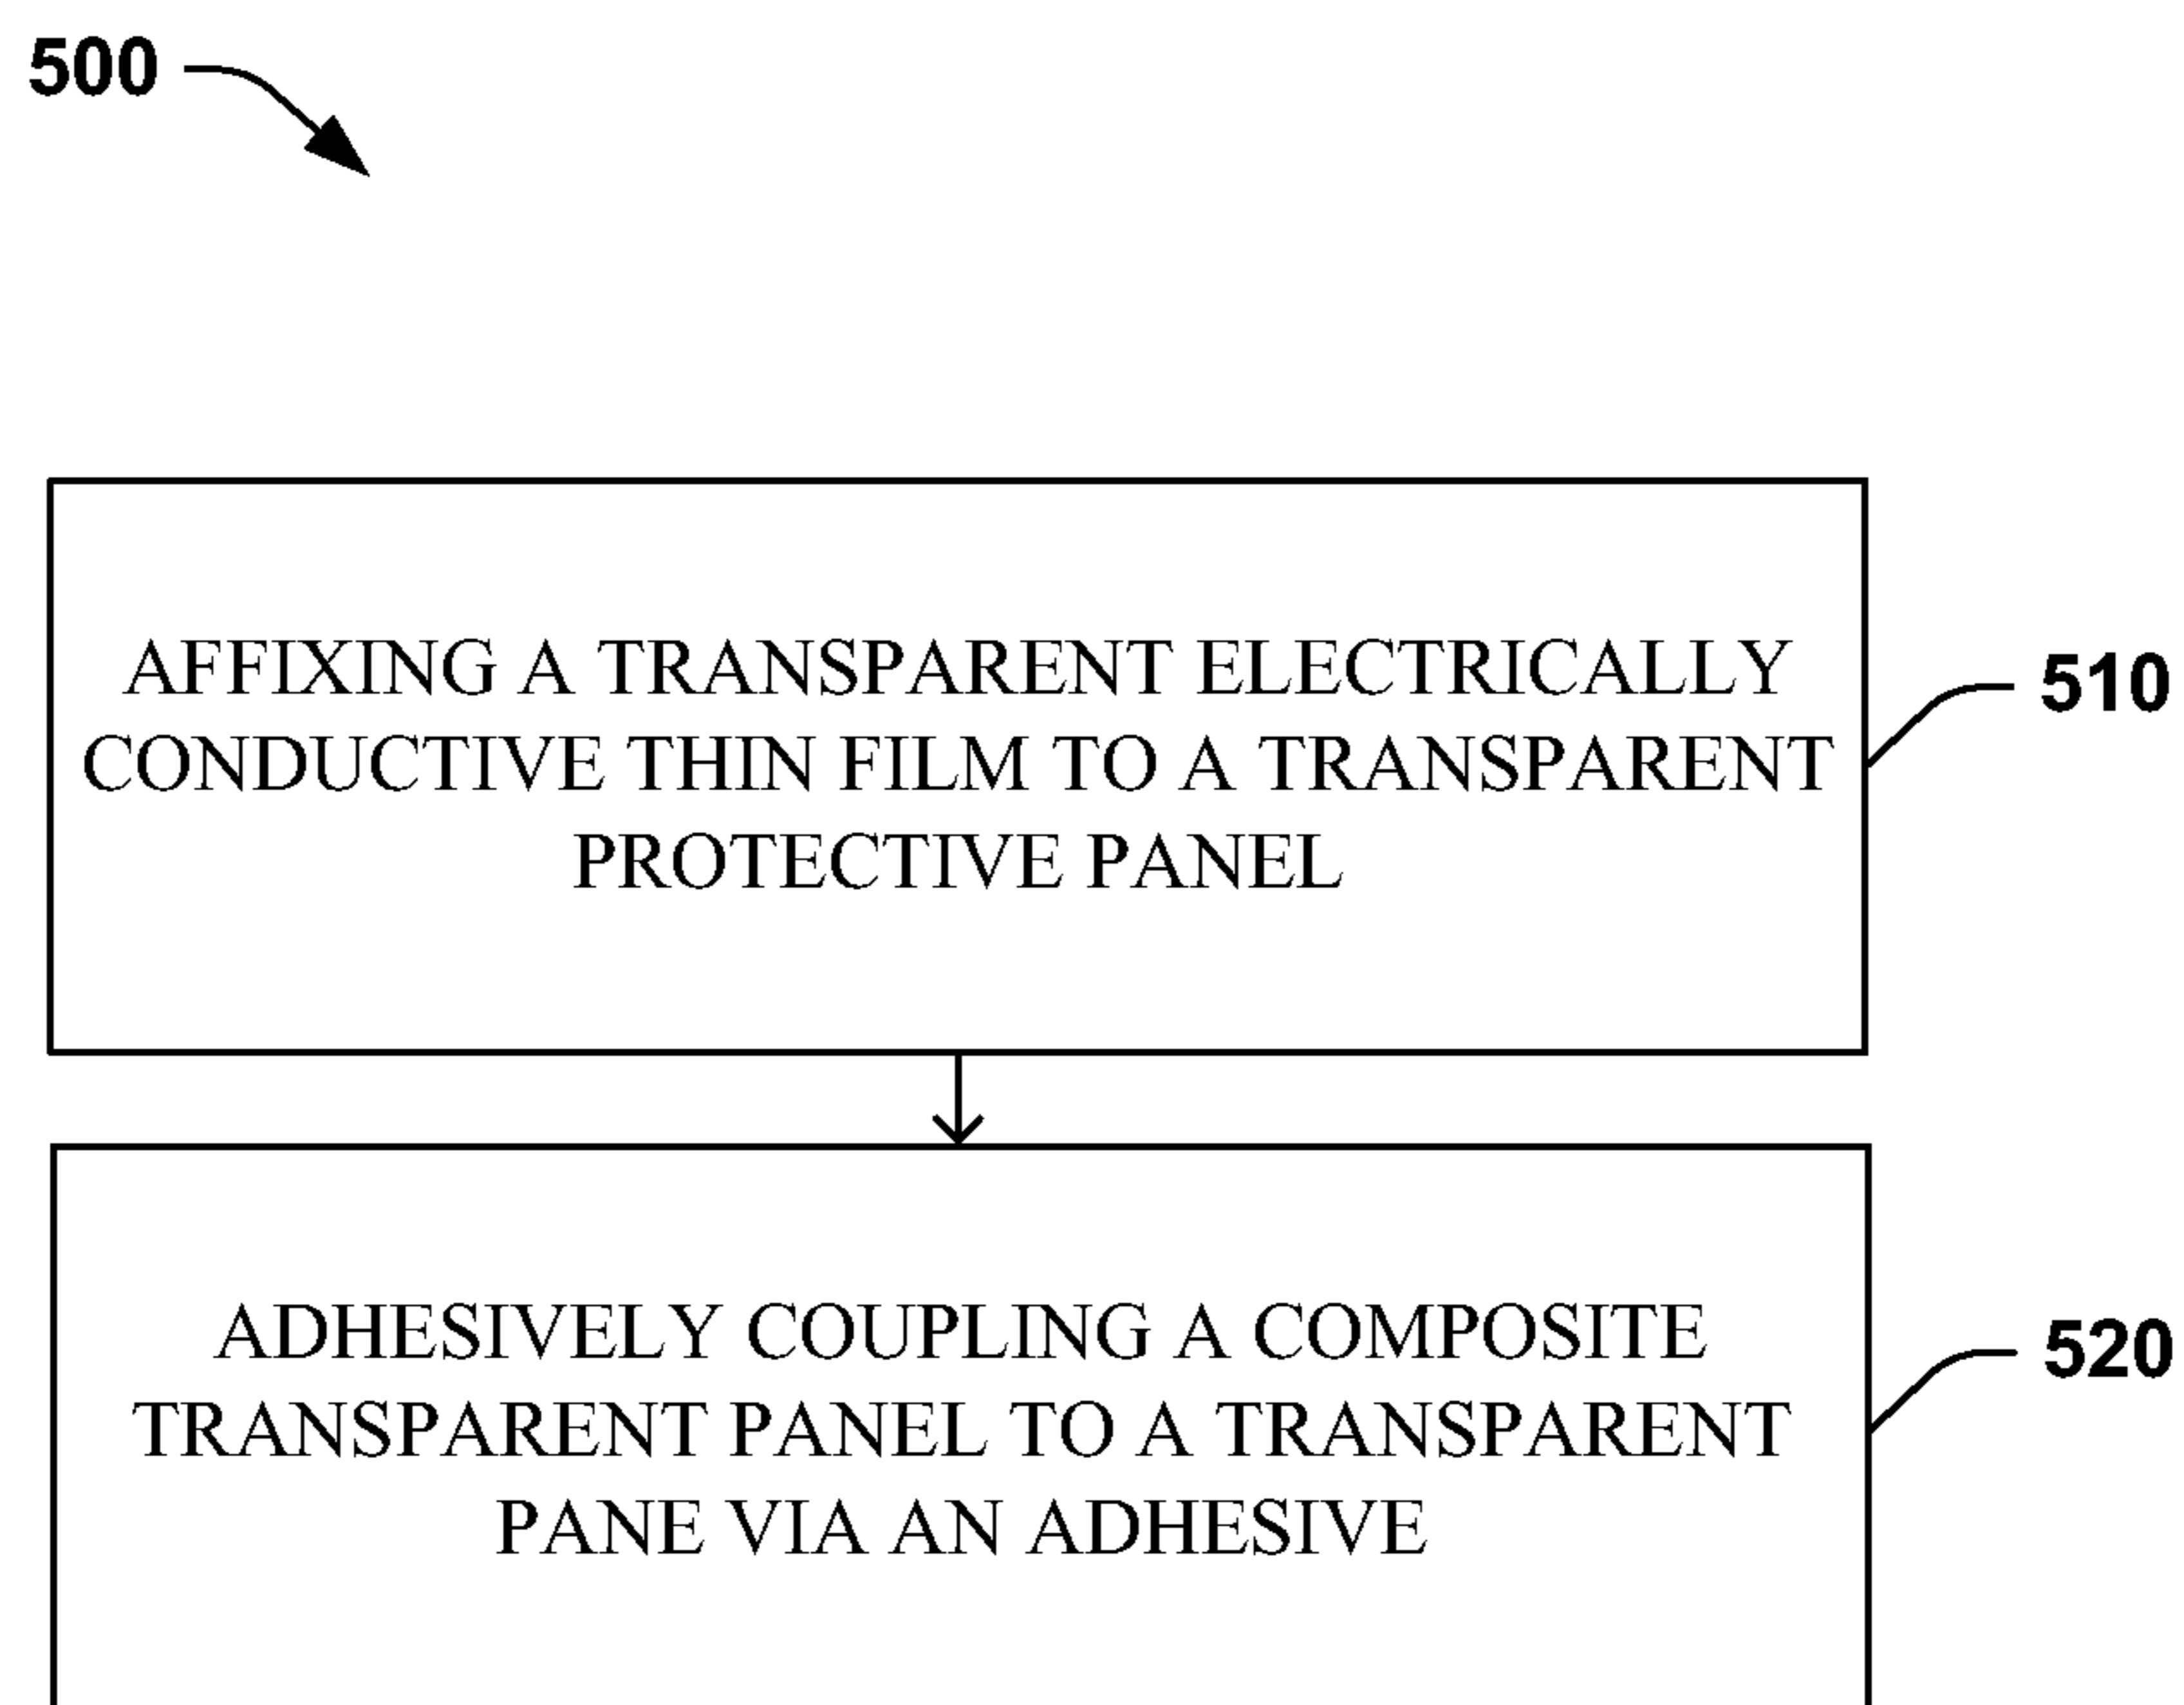 500
AFFIXING A TRANSPARENT ELECTRICALLY
CONDUCTIVE THIN FILM TO A TRANSPARENT
PROTECTIVE PANEL
510
ADHESIVELY COUPLING A COMPOSITE
TRANSPARENT PANEL TO A TRANSPARENT
PANE VIA AN ADHESIVE
520